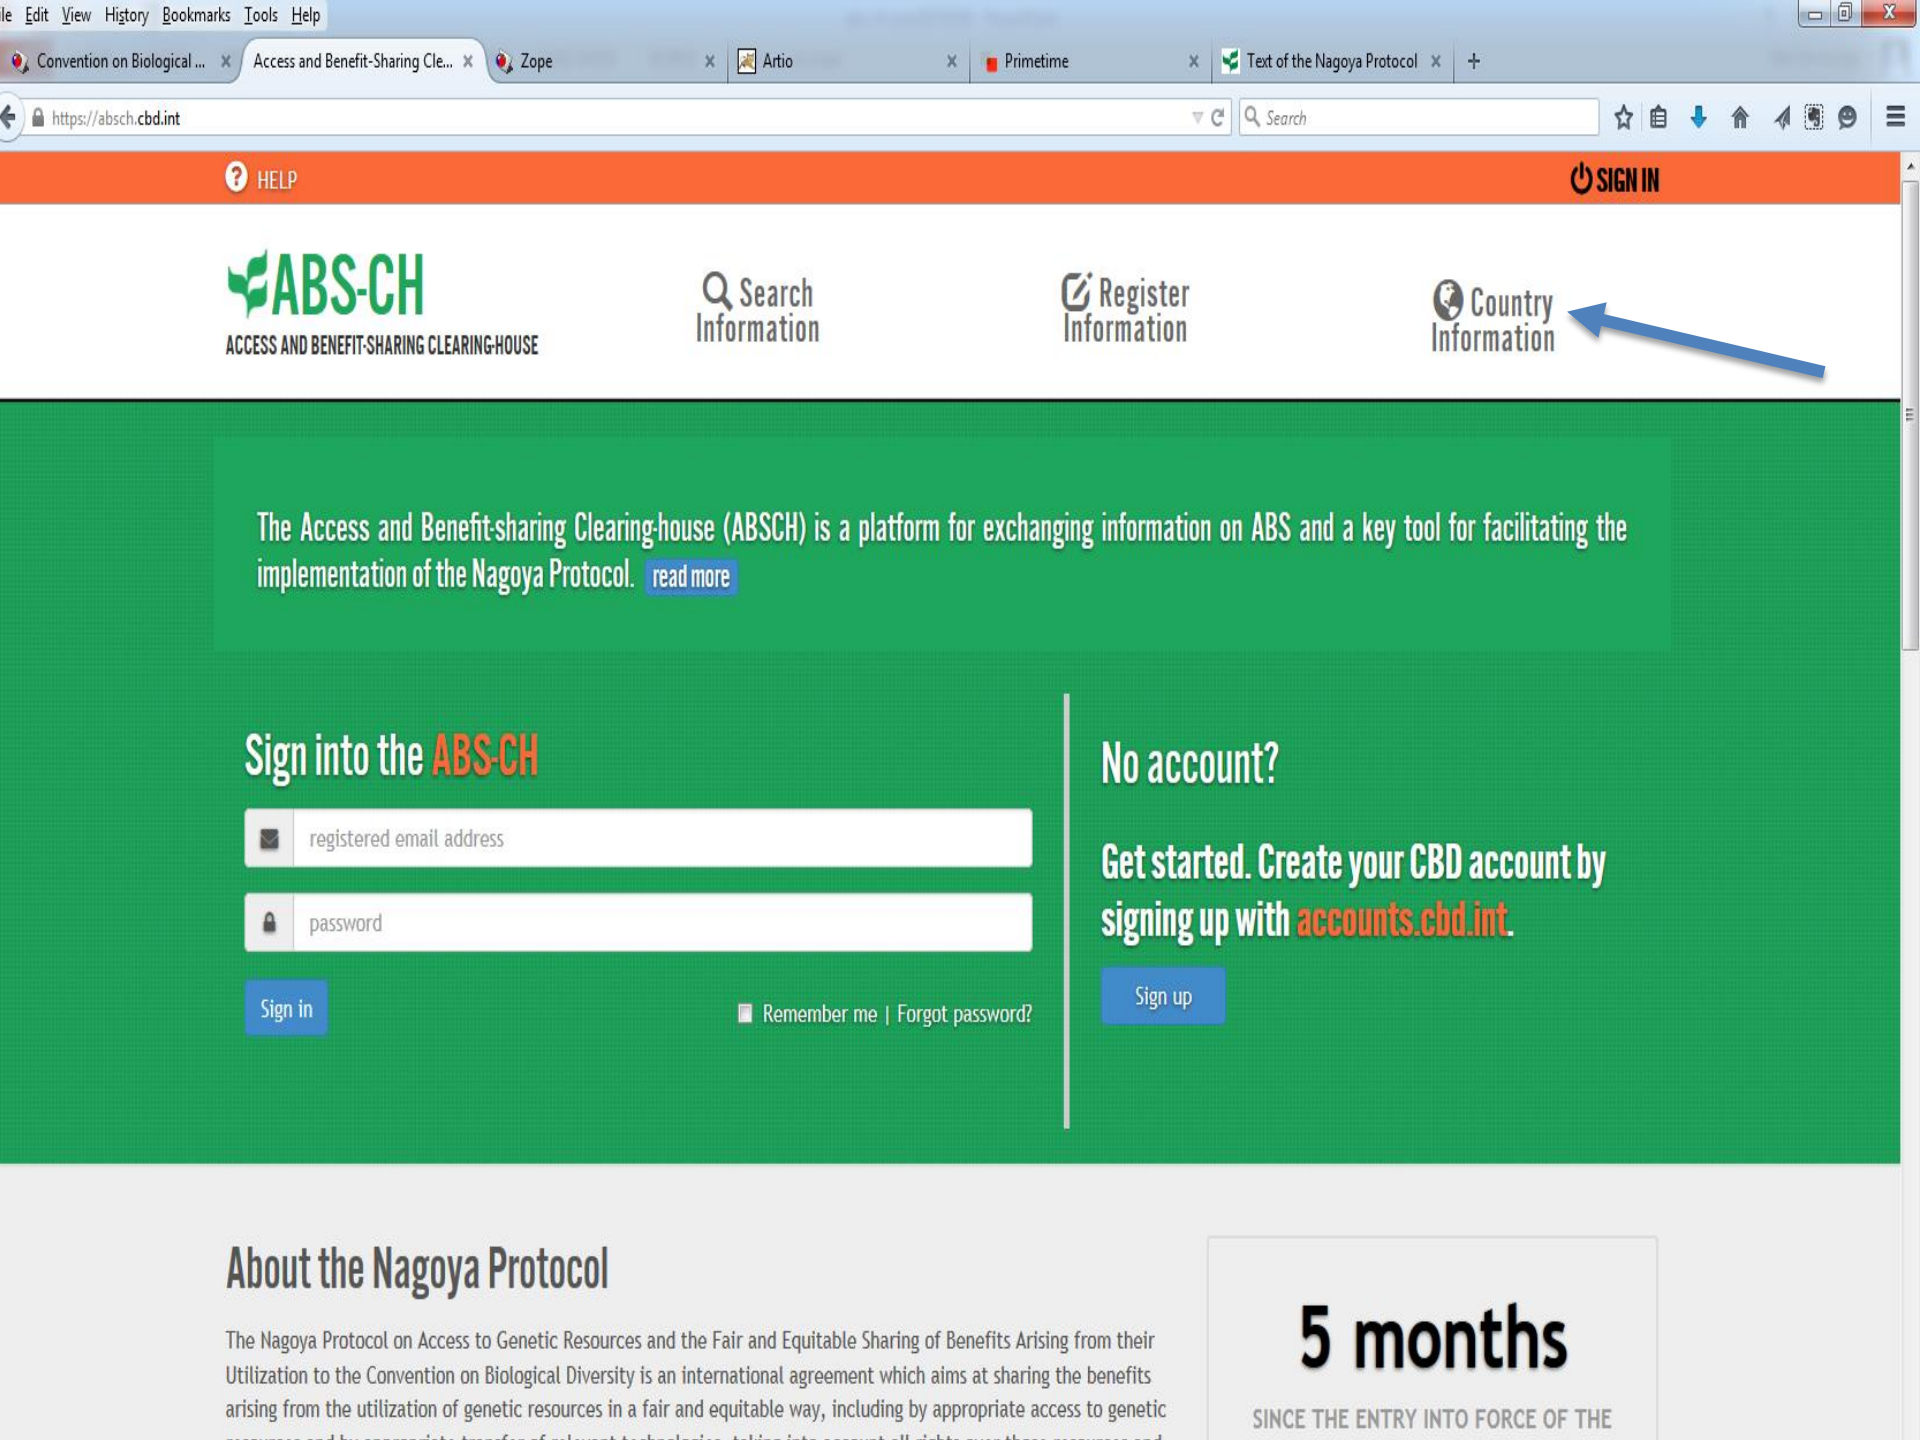 ile Edit View History Bookmarks Tools Help
Convention on Biological ...
Access and Benefit-Sharing Cle...
Zope
Artio
Primetime
Text of the Nagoya Protocol
https://absch.cbd.int
Search
HELP
SIGN IN
ABS-CH
ACCESS AND BENEFIT-SHARING CLEARING-HOUSE
Search
Information
Register
Information
Country
Information
The Access and Benefit-sharing Clearing-house (ABSCH) is a platform for exchanging information on ABS and a key tool for facilitating the
implementation of the Nagoya Protocol. read more
Sign into the ABS-CH
registered email address
password
Sign in
Remember me | Forgot password?
No account?
Get started. Create your CBD account by
signing up with accounts.cbd.int.
Sign up
About the Nagoya Protocol
The Nagoya Protocol on Access to Genetic Resources and the Fair and Equitable Sharing of Benefits Arising from their
Utilization to the Convention on Biological Diversity is an international agreement which aims at sharing the benefits
arising from the utilization of genetic resources in a fair and equitable way, including by appropriate access to genetic
5 months
SINCE THE ENTRY INTO FORCE OF THE